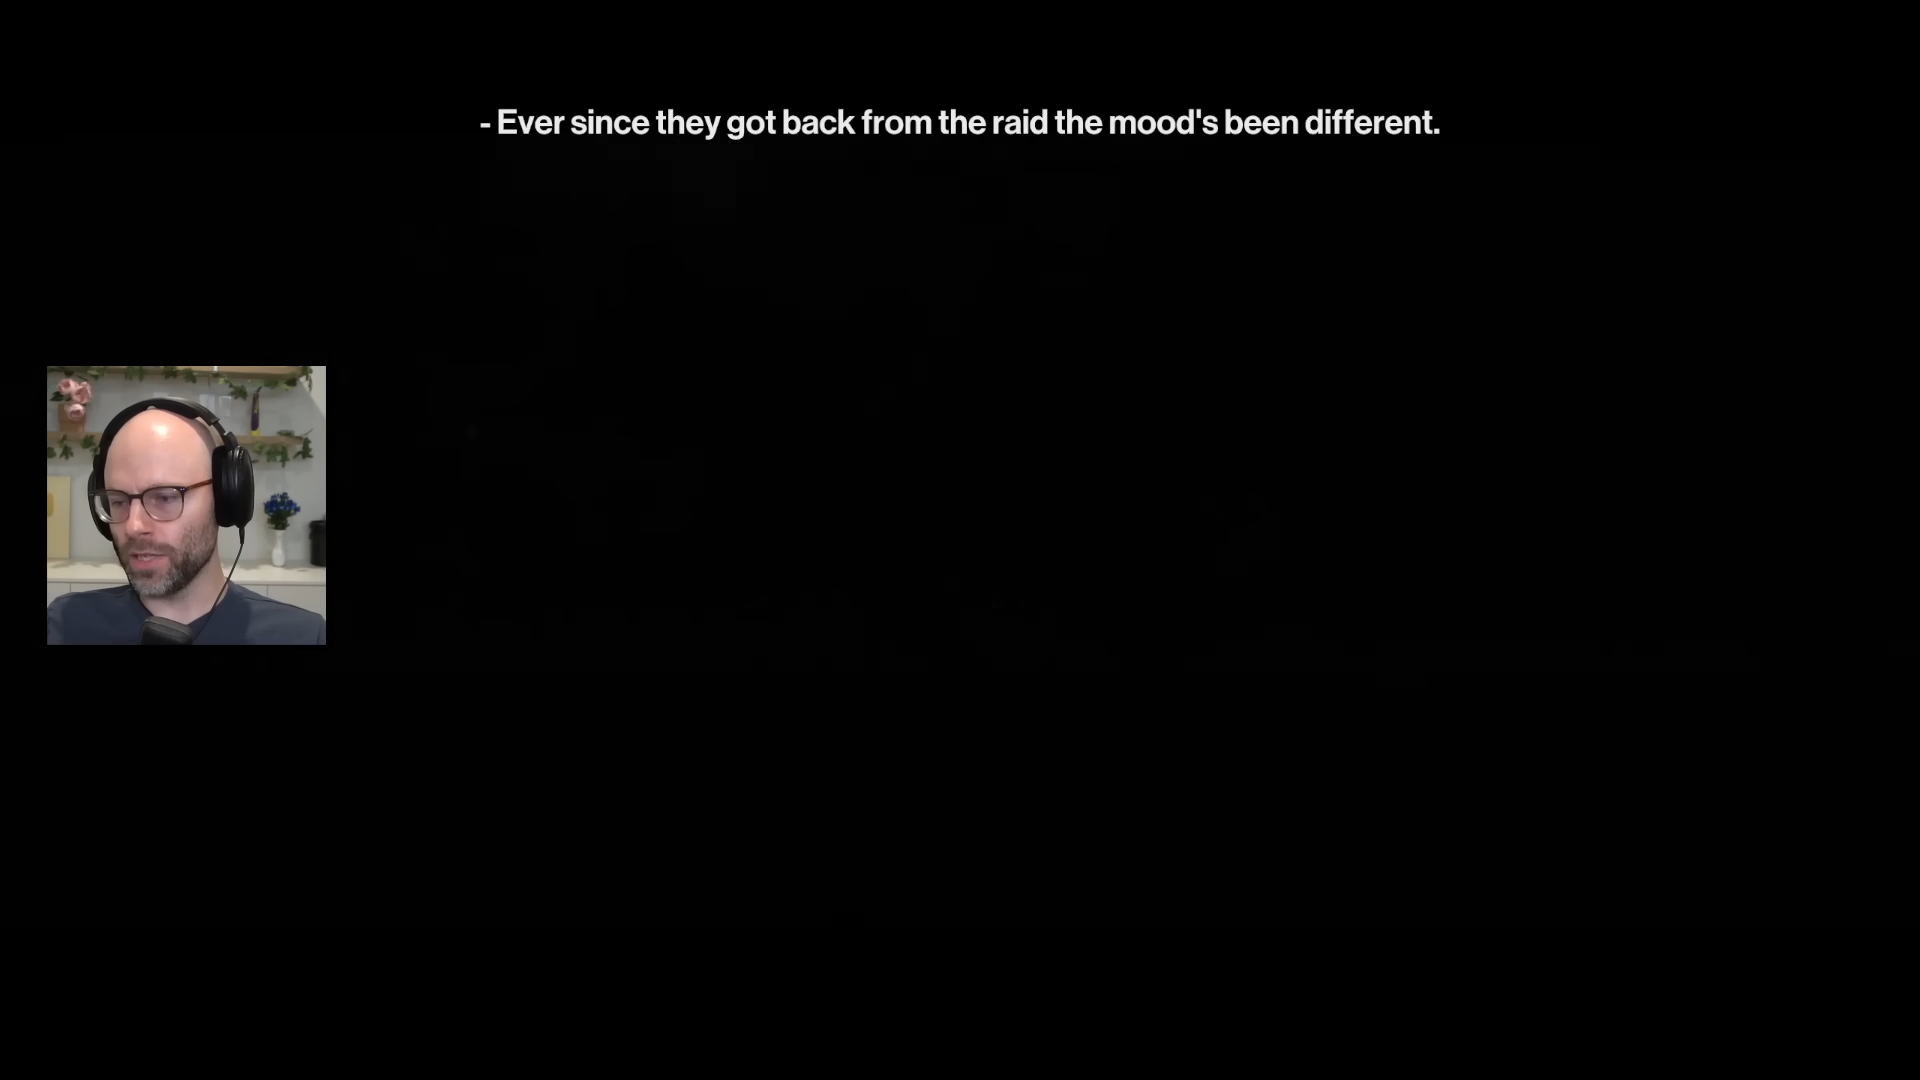 - Ever since they got back from the raid the mood's been different.